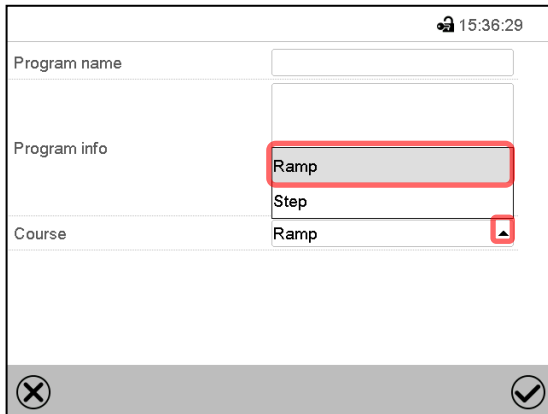 15:36:29
Program name
Program info
Ramp
Step
Course
Ramp